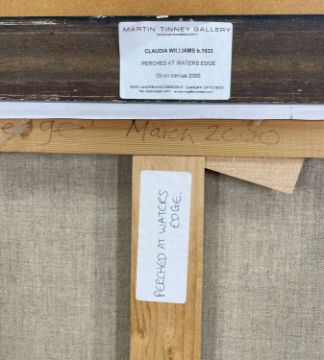 MARTIN TINNEY GALLERY
CLAUDIA WILLIAMS b.1933
PERCHED AT WATERS EDGE
Oil on canvas 2000
edge March 2000
PERCHED AT WATERS
EDGE.